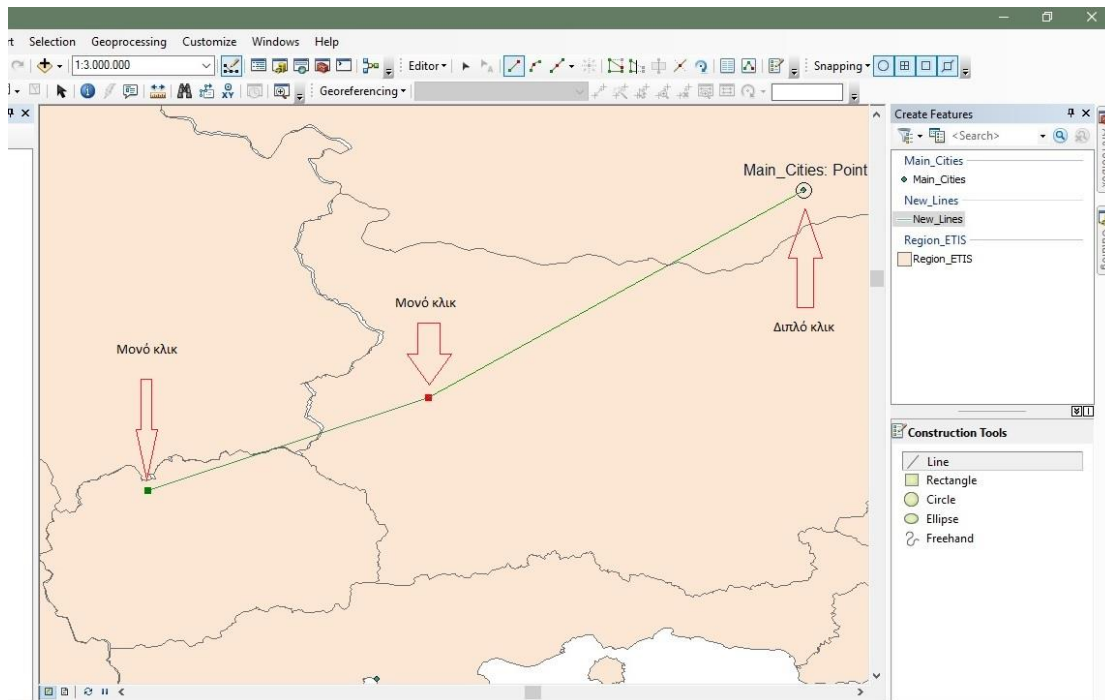 Selection Geoprocessing Customize Windows Help
1:3.000.000 Editor Snapping
Georeferencing
Create Features
<Search>
Main_Cities
Main_Cities
New_Lines
New_Lines
Region_ETIS
Region_ETIS
Main_Cities: Point
Μονό κλικ
Μονό κλικ
Διπλό κλικ
Construction Tools
Line
Rectangle
Circle
Ellipse
Freehand